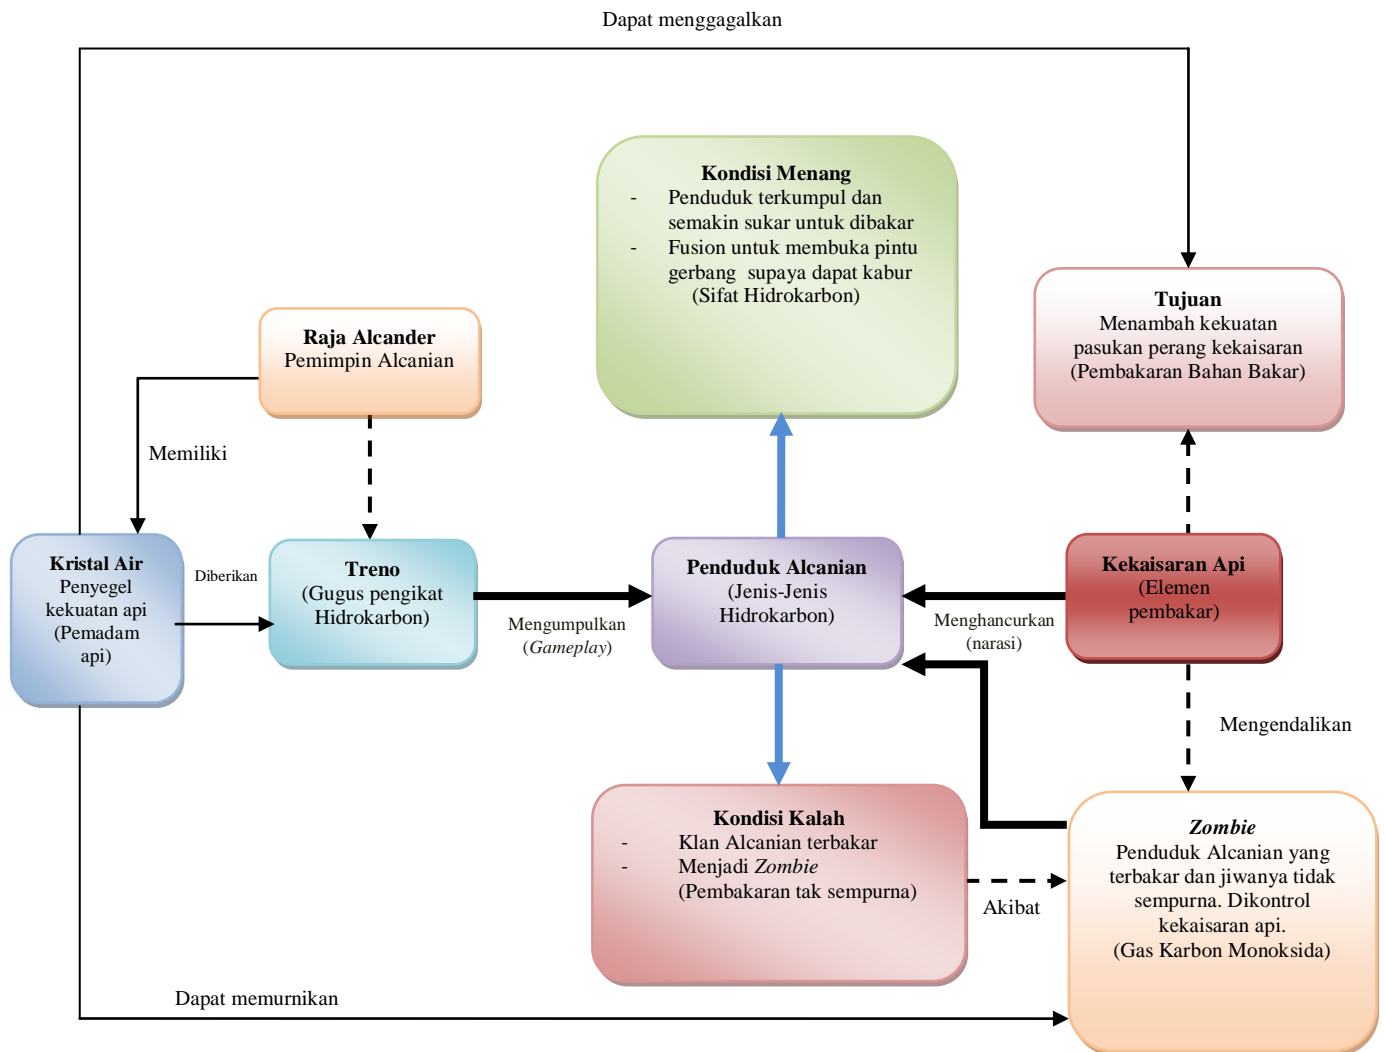 Dapat menggagalkan
Kondisi Menang
- Penduduk terkumpul dan
semakin sukar untuk dibakar
- Fusion untuk membuka pintu
gerbang supaya dapat kabur
(Sifat Hidrokarbon)
Tujuan
Menambah kekuatan
pasukan perang kekaisaran
(Pembakaran Bahan Bakar)
Raja Alcander
Pemimpin Alcanian
Memiliki
Kristal Air
Penyegel
kekuatan api
(Pemadam
api)
Diberikan
Treno
(Gugus pengikat
Hidrokarbon)
Mengumpulkan
(Gameplay)
Penduduk Alcanian
(Jenis-Jenis
Hidrokarbon)
Menghancurkan
(narasi)
Kekaisaran Api
(Elemen
pembakar)
Mengendalikan
Kondisi Kalah
- Klan Alcanian terbakar
- Menjadi Zombie
(Pembakaran tak sempurna)
Akibat
Zombie
Penduduk Alcanian yang
terbakar dan jiwanya tidak
sempurna. Dikontrol
kekaisaran api.
(Gas Karbon Monoksida)
Dapat memurnikan